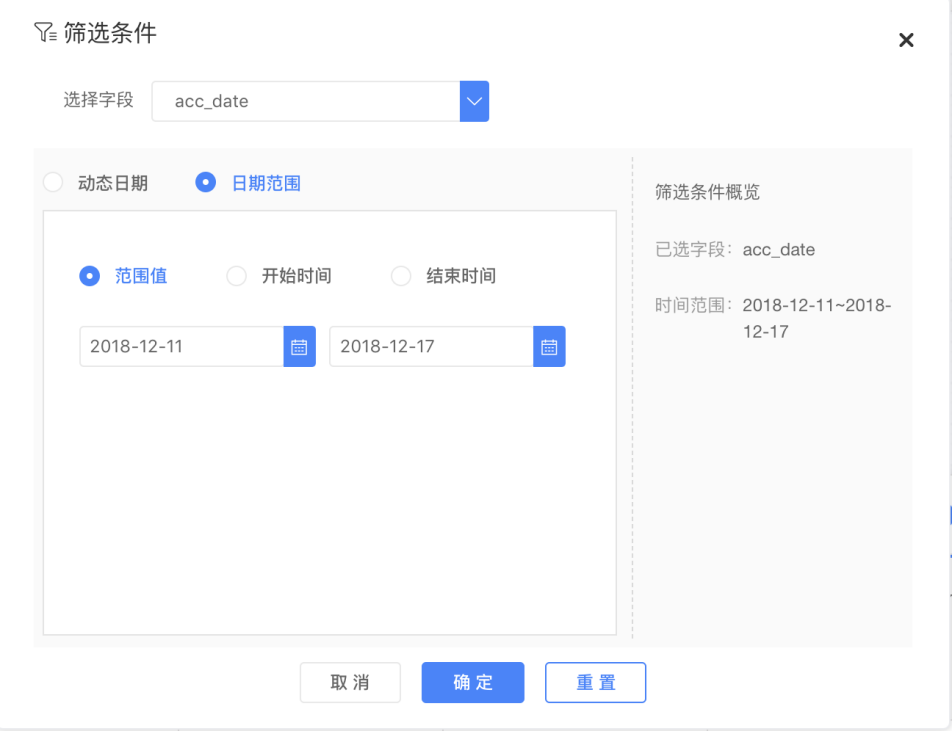 筛选条件
选择字段 acc_date
动态日期 日期范围
范围值 开始时间 结束时间
2018-12-11 2018-12-17
筛选条件概览
已选字段: acc_date
时间范围: 2018-12-11~2018-
12-17
取消 确定 重置